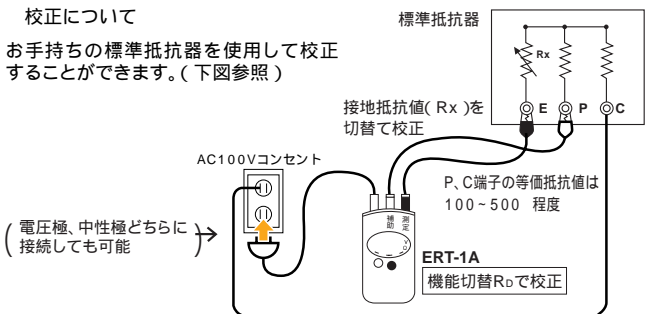 校正について
お手持ちの標準抵抗器を使用して校正
することができます。(下図参照)
標準抵抗器
Rx
E P C
接地抵抗値(Rx)を
切替て校正
AC100Vコンセント
P、C端子の等価抵抗値は
100~500 程度
(電圧極、中性極どちらに
接続しても可能)
補助 測定
ERT-1A
機能切替RDで校正